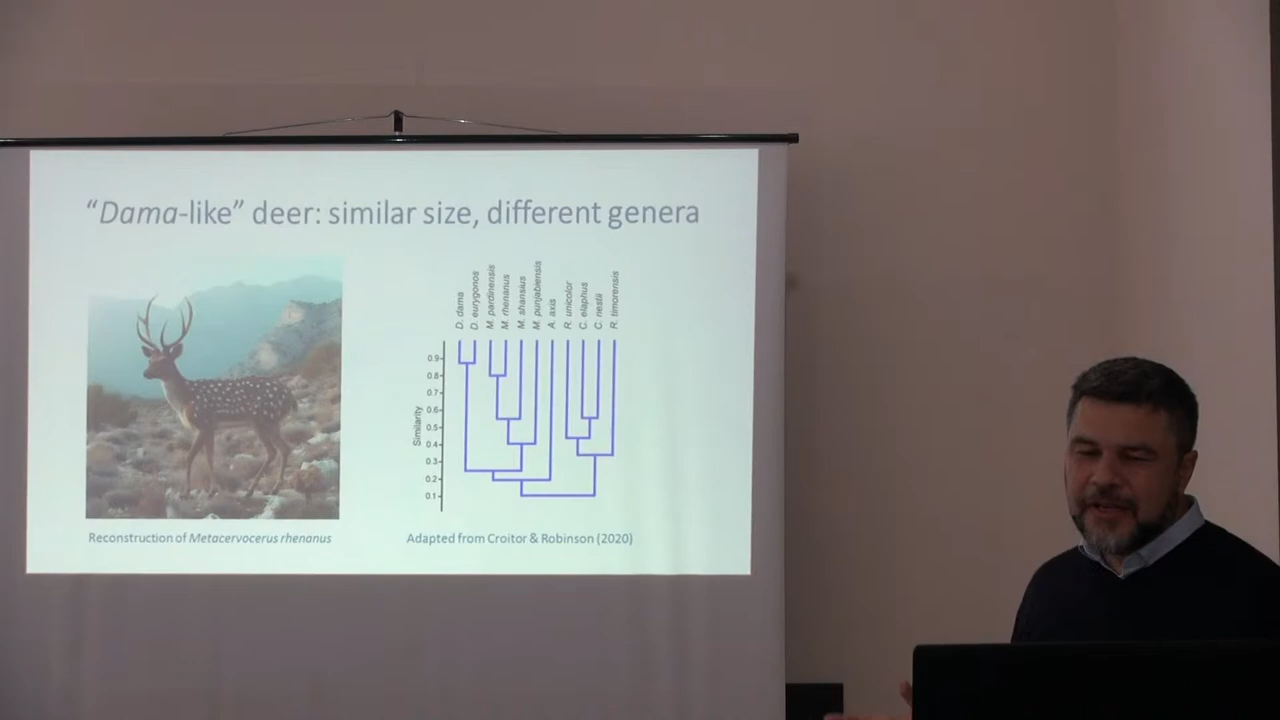 “Dama-like” deer: similar size, different genera
D. dama
D. eurygonos
M. pardinensis
M. rhenanus
M. shansius
M. punjabiensis
A. axis
R. unicolor
C. elaphus
C. nestii
R. timorensis
Similarity
0.9
0.8
0.7
0.6
0.5
0.4
0.3
0.2
0.1
Reconstruction of Metacervocerus rhenanus
Adapted from Croitor & Robinson (2020)